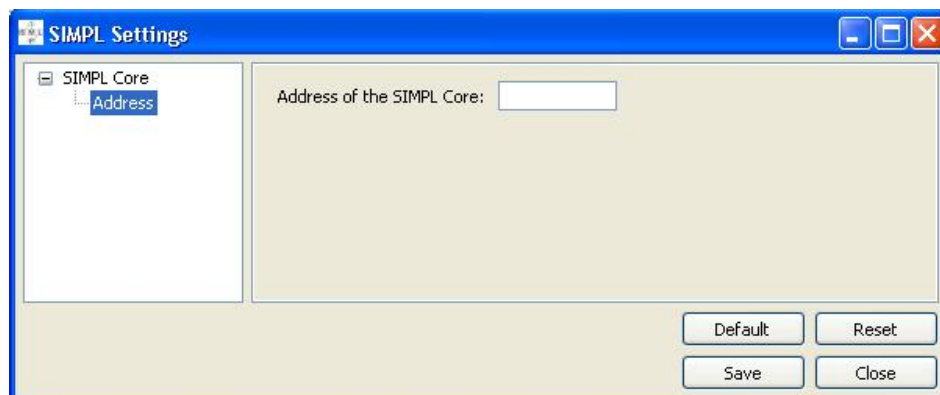 SIMPL Settings
SIMPL Core
Address
Address of the SIMPL Core:
Default
Reset
Save
Close